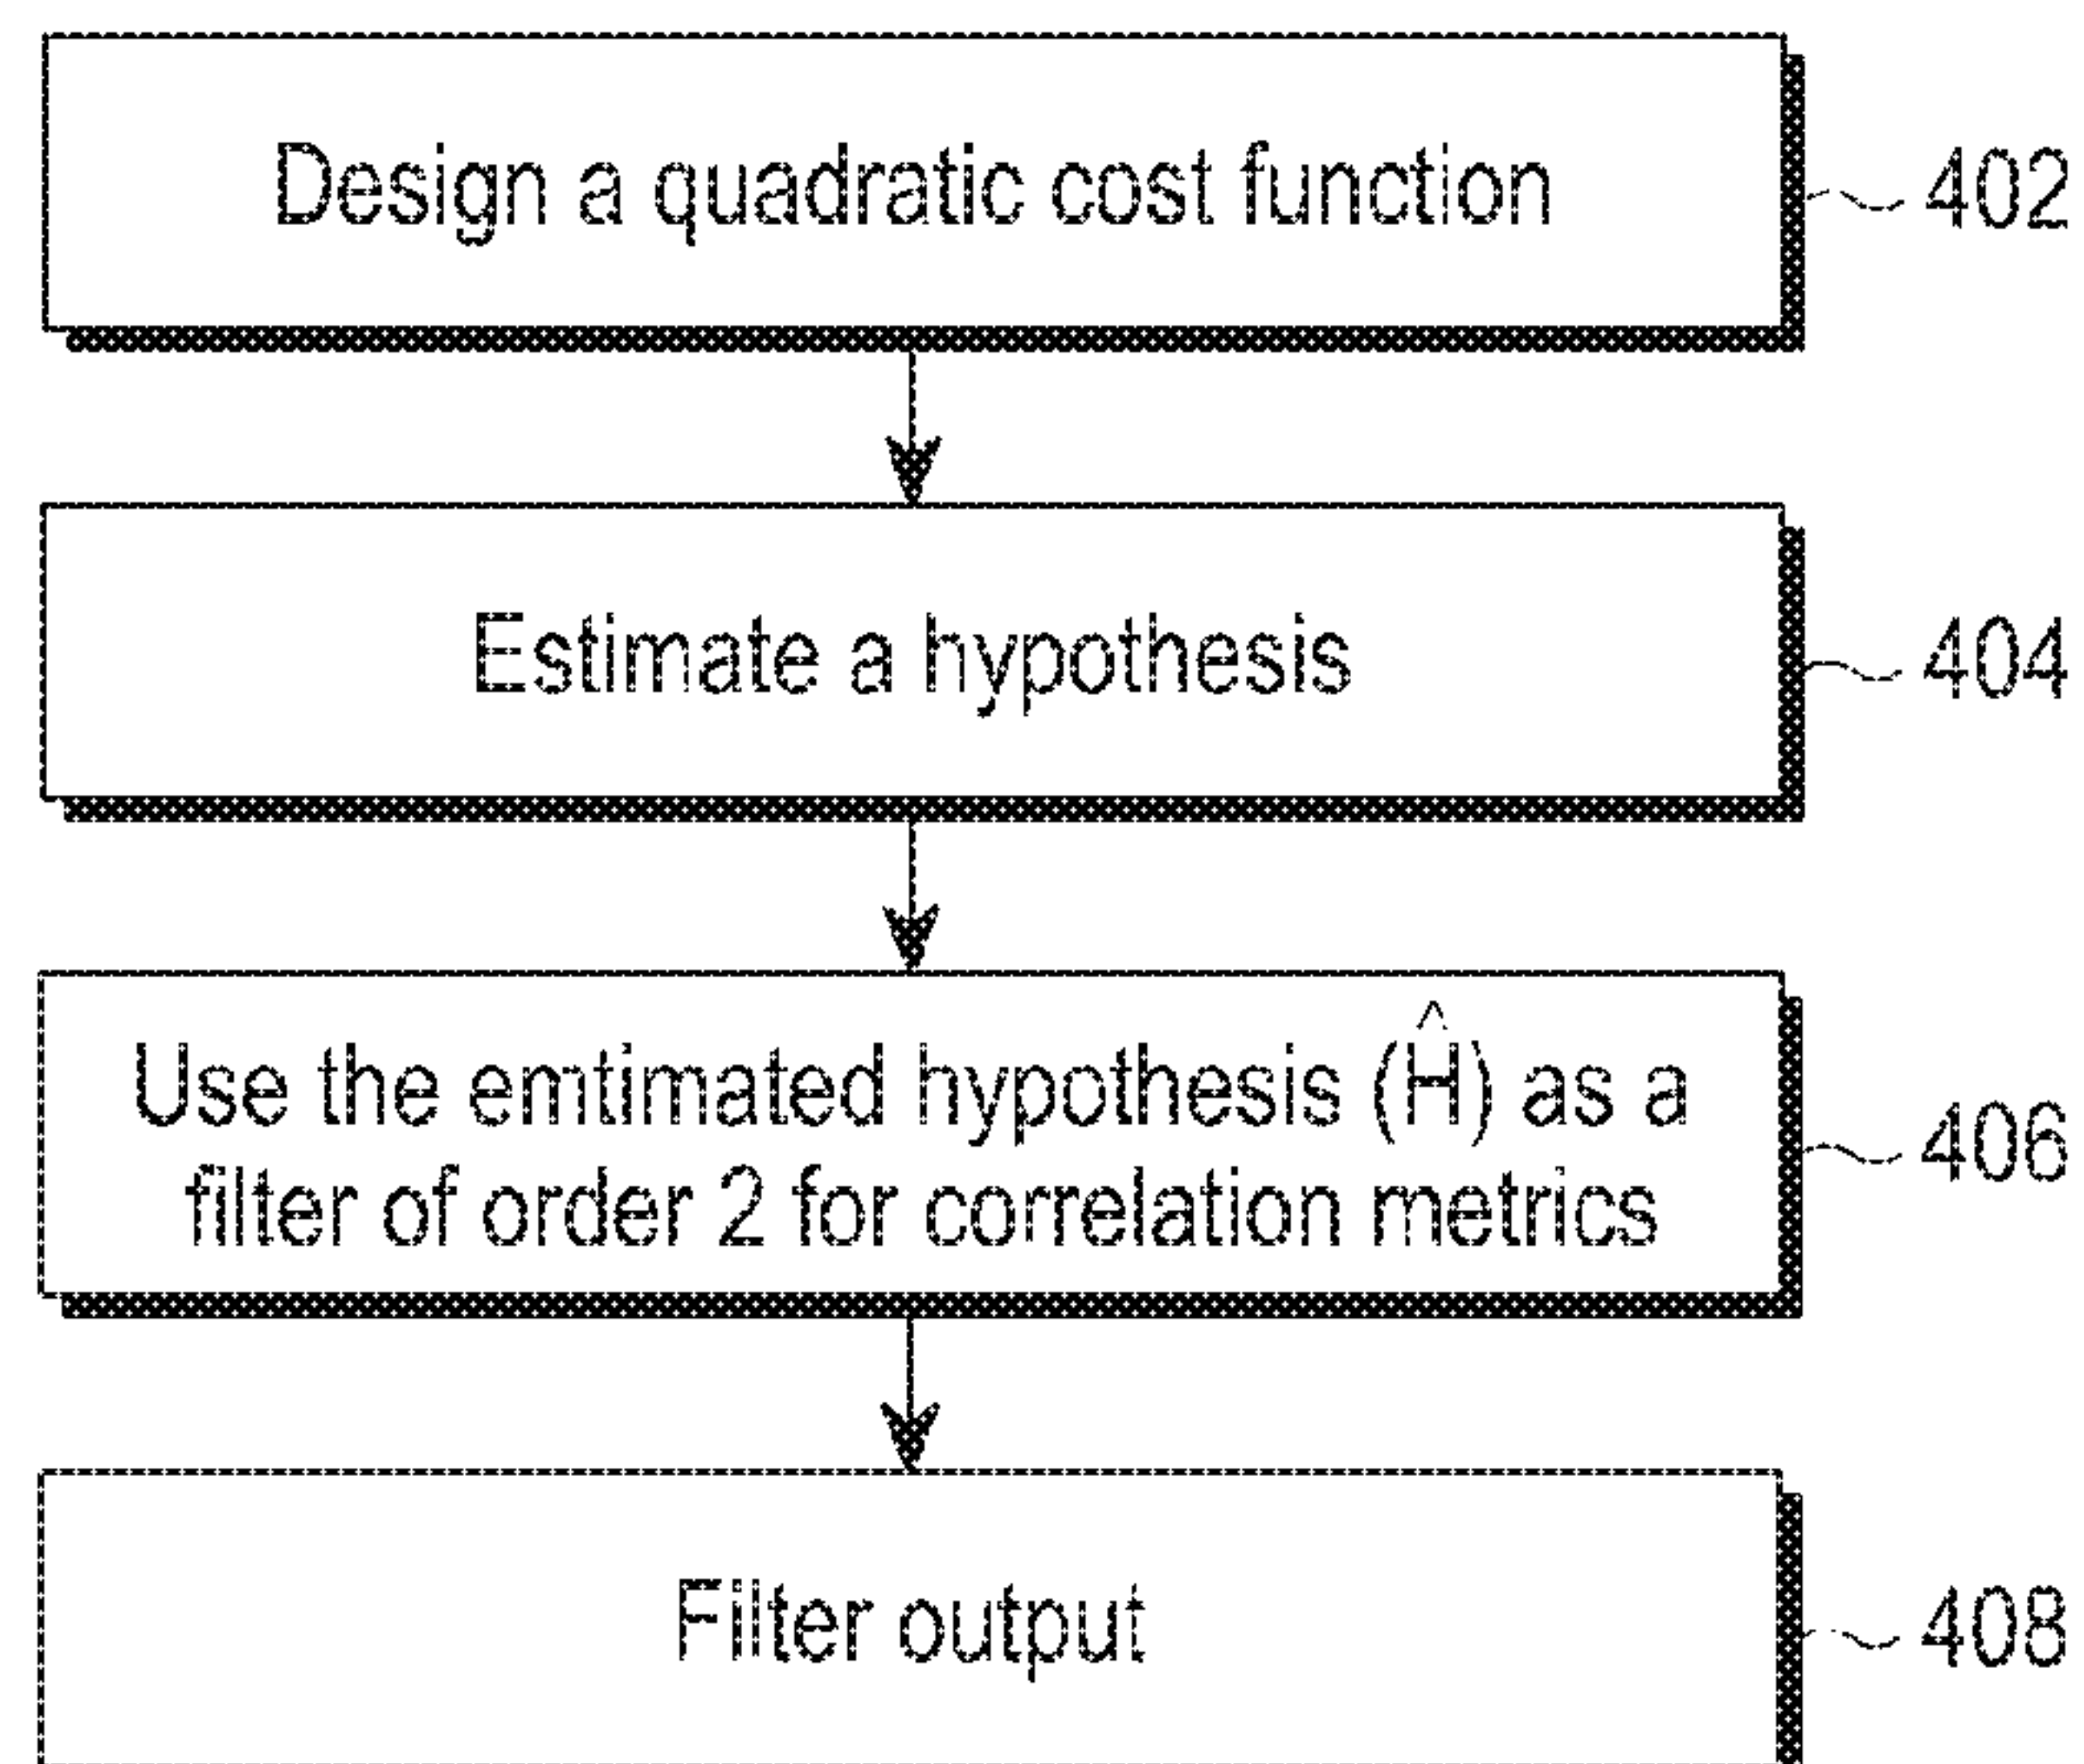 Design a quadratic cost function
402
Estimate a hypothesis
404
Use the emtimated hypothesis (Ĥ) as a
filter of order 2 for correlation metrics
406
Filter output
408